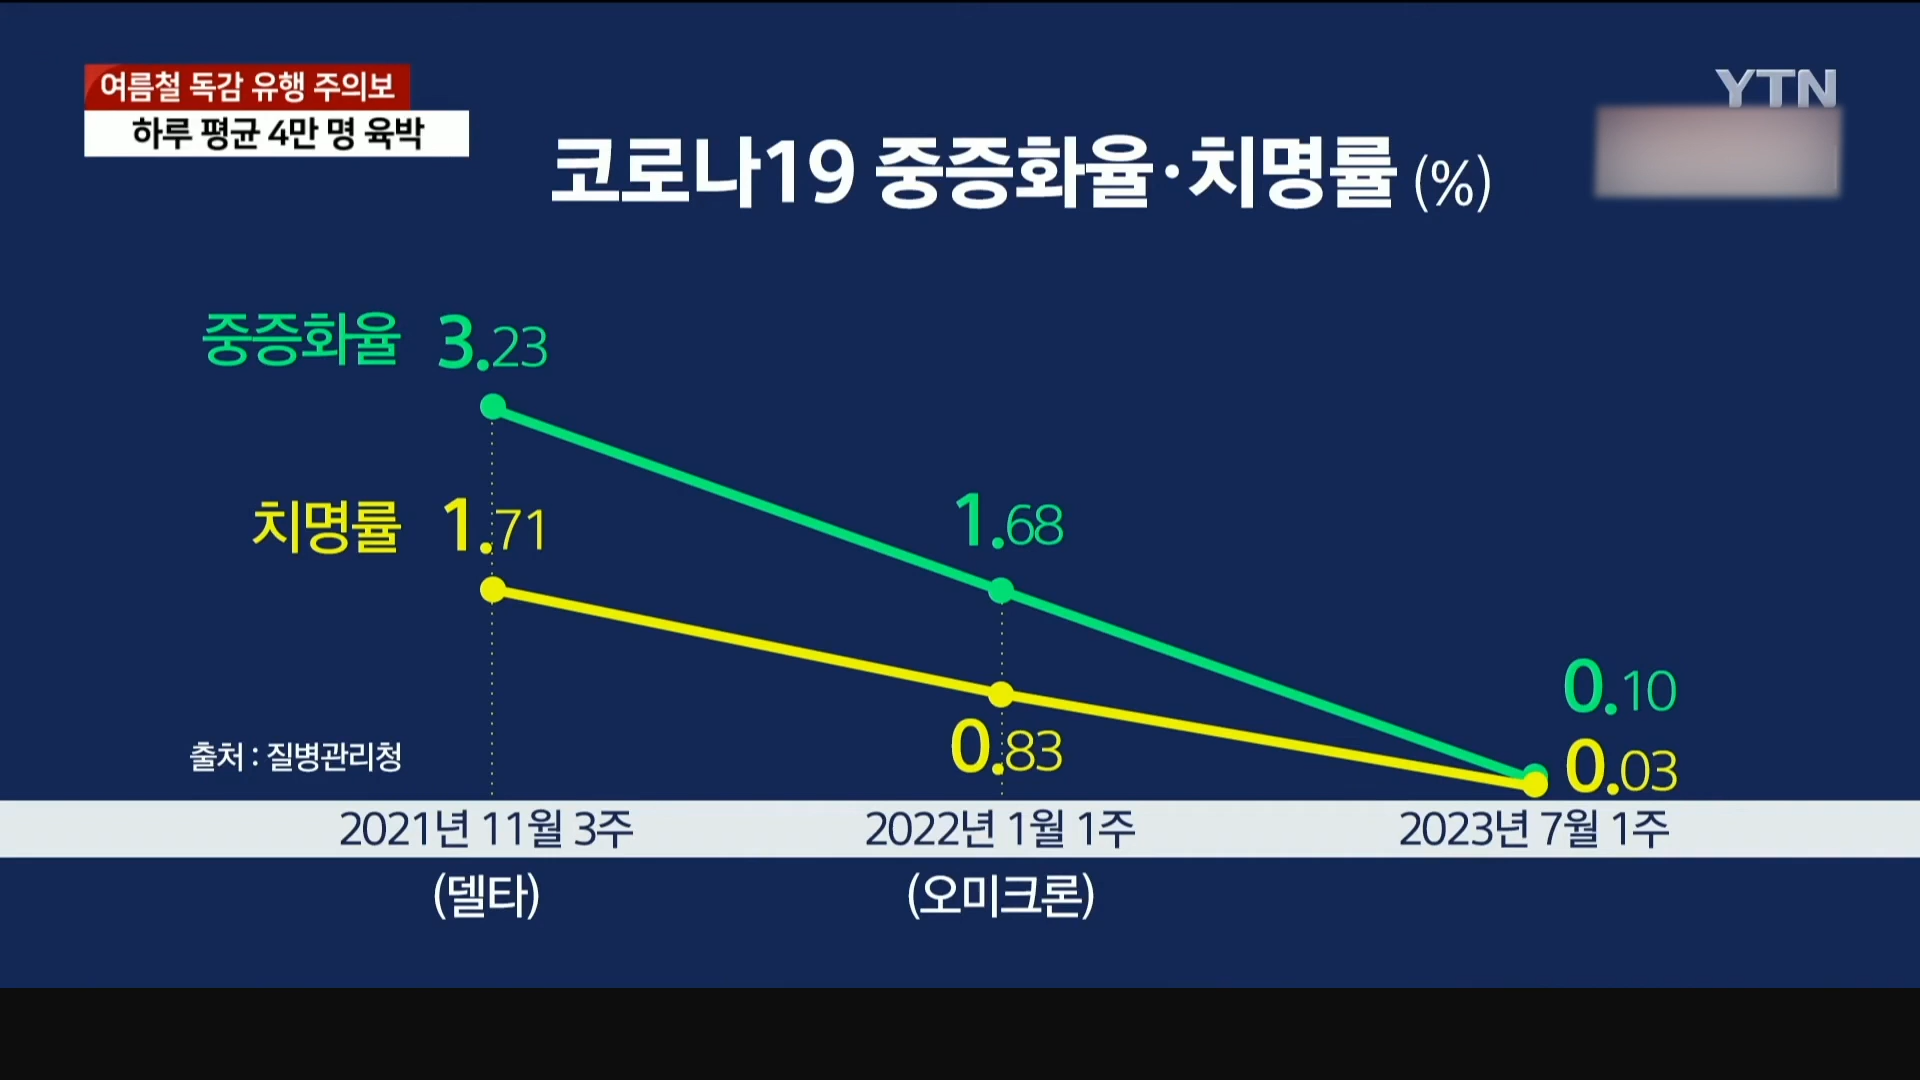 여름철 독감 유행 주의보
하루 평균 4만 명 육박
YTN
코로나19 중증화율·치명률 (%)
중증화율 3.23
치명률 1.71
1.68
0.83
0.10
0.03
출처 : 질병관리청
2021년 11월 3주
2022년 1월 1주
2023년 7월 1주
(델타)
(오미크론)